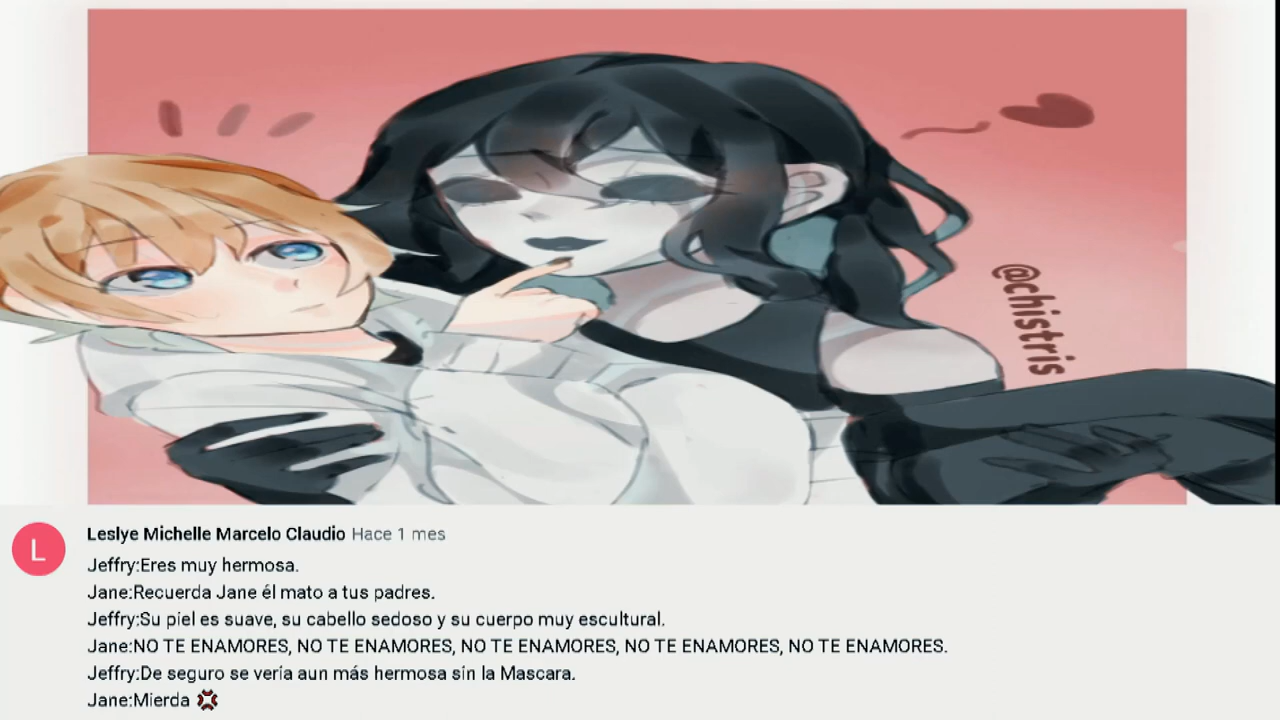 @chistris
L
Leslye Michelle Marcelo Claudio Hace 1 mes
Jeffry:Eres muy hermosa.
Jane:Recuerda Jane él mato a tus padres.
Jeffry:Su piel es suave, su cabello sedoso y su cuerpo muy escultural.
Jane:NO TE ENAMORES, NO TE ENAMORES, NO TE ENAMORES, NO TE ENAMORES, NO TE ENAMORES.
Jeffry:De seguro se vería aun más hermosa sin la Mascara.
Jane:Mierda 💢